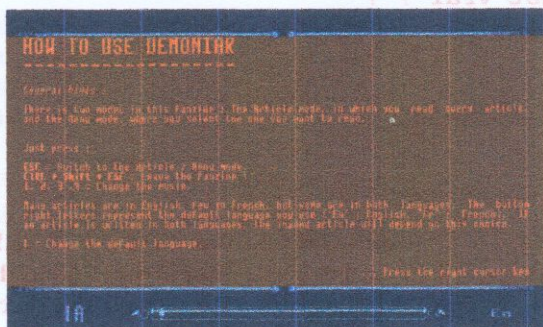 HOW TO USE DEMONIAK
General hints :
There is two modes in this Fanzine : The Article mode, in which you read every article
and the Menu mode, where you select the one you want to read.
Just press :
ESC = Switch to the Article / Menu mode
CTRL + Shift + ESC = Leave the Fanzine !
1, 2, 3, : Change the music.
Main articles are in English, few in French, but some are in both languages. The button
right letters represent the default language you use ( En : English, Fr : French). If
an article is written in both languages the showed article will depend of this choice.
= Change the default language.
Press the right cursor key
1A
En